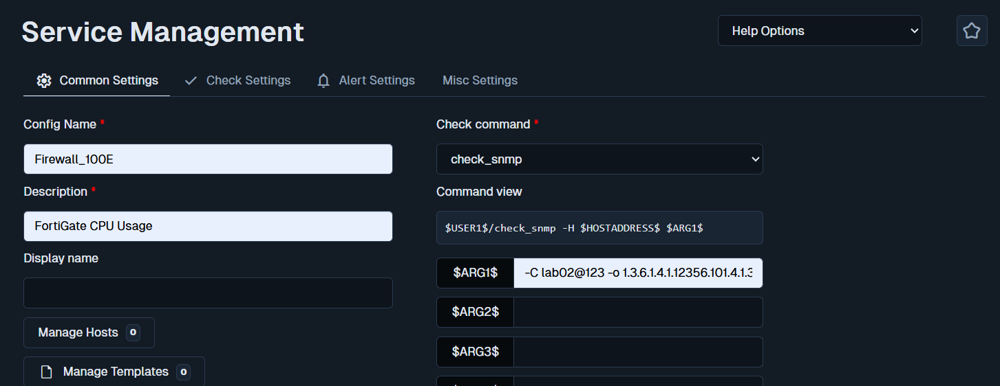 Service Management
Help Options
Common Settings
Check Settings
Alert Settings
Misc Settings
Config Name *
Firewall_100E
Description *
FortiGate CPU Usage
Display name
Manage Hosts 0
Manage Templates 0
Check command *
check_snmp
Command view
$USER1$/check_snmp -H $HOSTADDRESS$ $ARG1$
$ARG1$ -C lab02@123 -o 1.3.6.1.4.1.12356.101.4.1.3
$ARG2$
$ARG3$